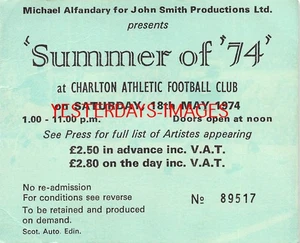 Michael Alfandary for John Smith Productions Ltd.
presents
'Summer of '74'
at CHARLTON ATHLETIC FOOTBALL CLUB
on SATURDAY, 18th MAY 1974
YESTERDAYS-IMAGES
1.00 - 11.00 p.m. Doors open at noon
See Press for full list of Artistes appearing
£2.50 in advance inc. V.A.T.
£2.80 on the day inc. V.A.T.
No re-admission
For conditions see reverse
To be retained and produced
on demand.
Scot. Auto. Edin.
No 89517